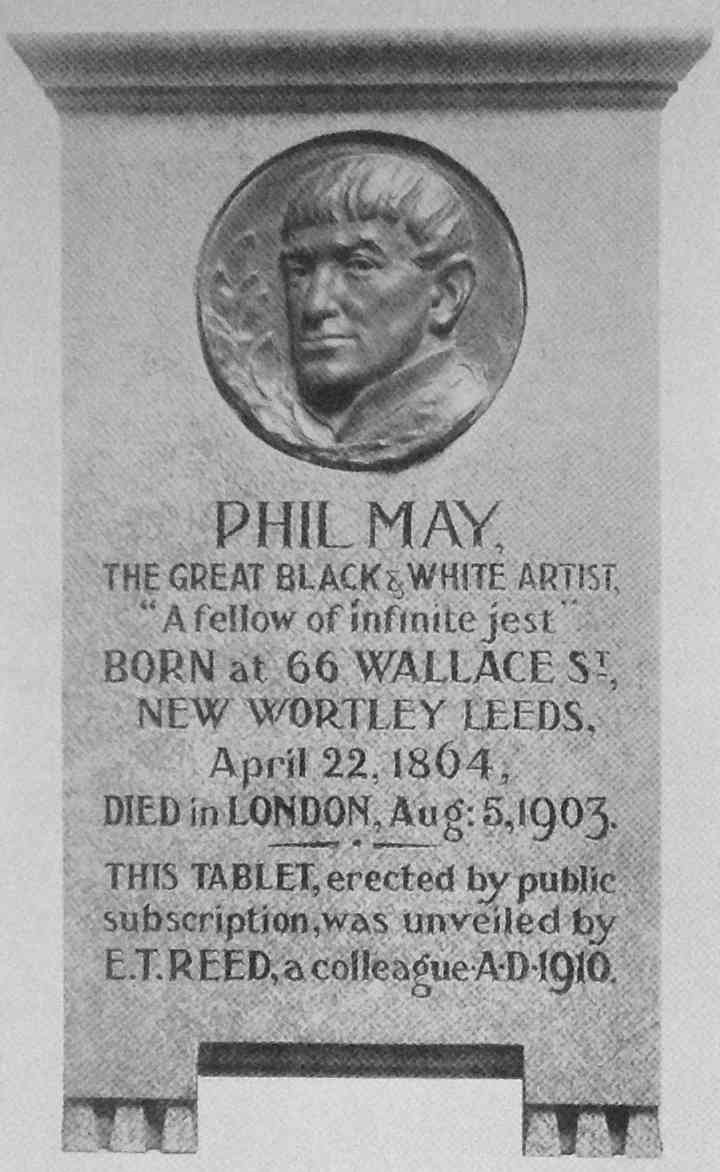 PHIL MAY,
THE GREAT BLACK & WHITE ARTIST,
"A fellow of infinite jest"
BORN at 66 WALLACE ST,
NEW WORTLEY LEEDS,
April 22, 1864,
DIED in LONDON, Aug: 5, 1903.
THIS TABLET, erected by public
subscription, was unveiled by
E.T. REED, a colleague·A·D·1910.